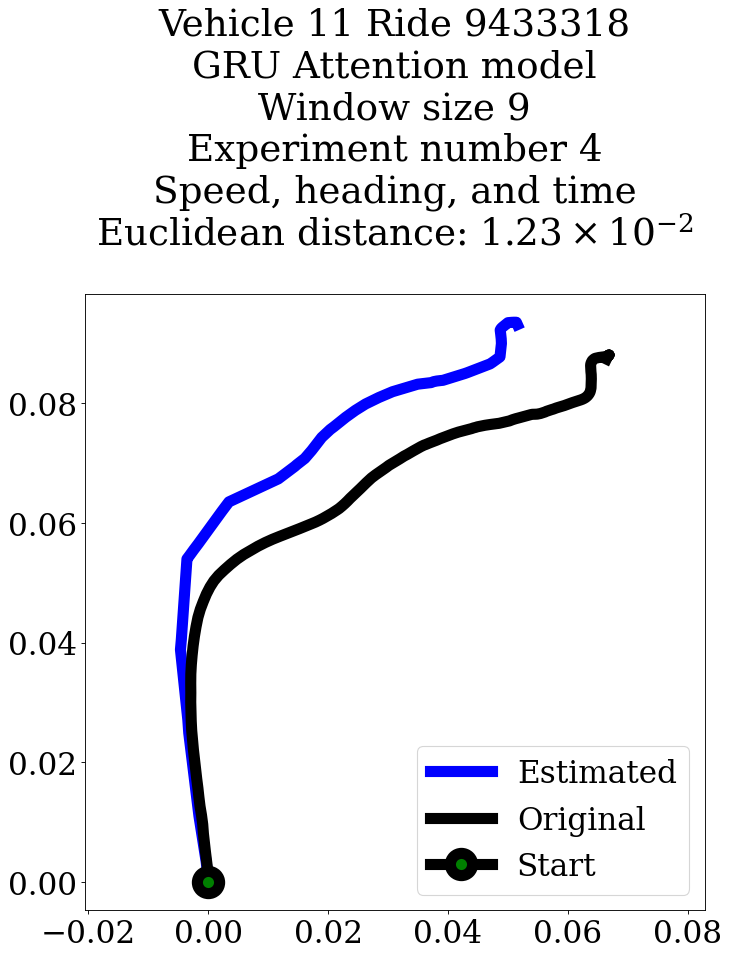 Vehicle 11 Ride 9433318
GRU Attention model
Window size 9
Experiment number 4
Speed, heading, and time
Euclidean distance: 1.23 × 10⁻²
0.08
0.06
0.04
0.02
0.00
Estimated
Original
Start
−0.02 0.00 0.02 0.04 0.06 0.08